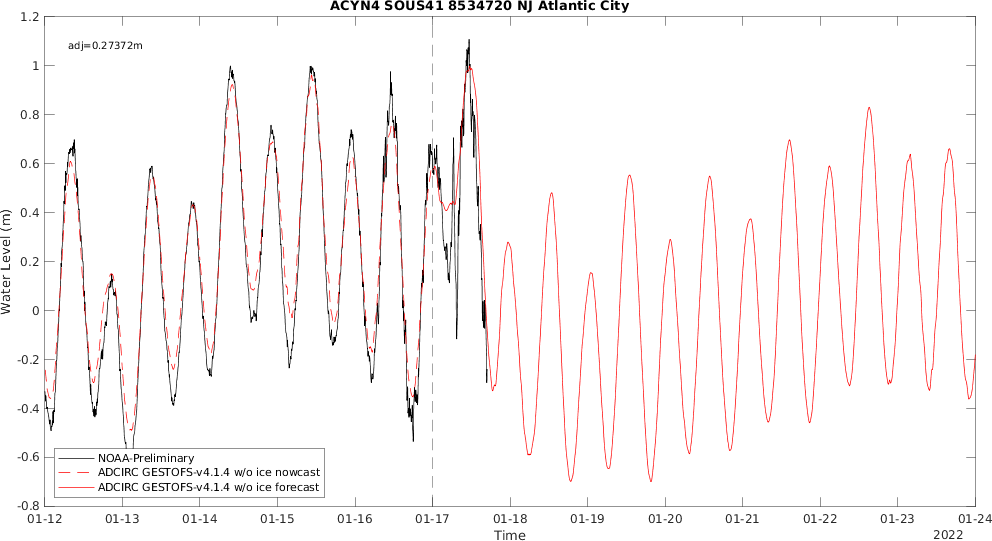 ACYN4 SOUS41 8534720 NJ Atlantic City
adj=0.27372m
1.2
1
0.8
0.6
0.4
0.2
0
-0.2
-0.4
-0.6
-0.8
Water Level (m)
NOAA-Preliminary
ADCIRC GESTOFS-v4.1.4 w/o ice nowcast
ADCIRC GESTOFS-v4.1.4 w/o ice forecast
01-12 01-13 01-14 01-15 01-16 01-17 01-18 01-19 01-20 01-21 01-22 01-23 01-24
Time
2022